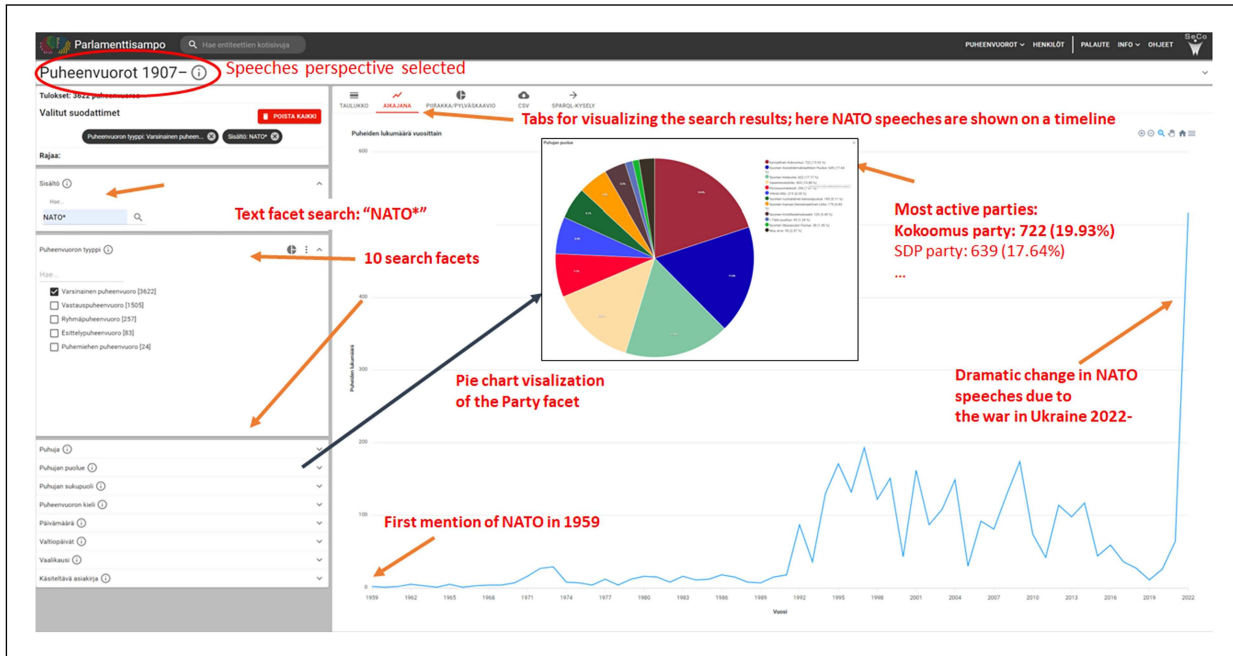 Parlamenttisampo
Hae entiteettien kotisivuja
PUHEENVUOROT
HENKILÖT
PALAUTE
INFO
OHJEET
SeCo
Puheenvuorot 1907–
Speeches perspective selected
Tulokset: 3622 puheenvuoroa
Valitut suodattimet
POISTA KAIKKI
Puheenvuoron tyyppi: Varsinainen puheen...
Sisältö: NATO*
Rajaa:
TAULUKKO
AIKAJANA
PIIRAKKA/PYLVÄSKAAVIO
CSV
SPARQL-KYSELY
Tabs for visualizing the search results; here NATO speeches are shown on a timeline
Sisältö
Hae...
NATO*
Text facet search: “NATO*”
Puheenvuoron tyyppi
10 search facets
Hae...
Varsinainen puheenvuoro [3622]
Vastauspuheenvuoro [1505]
Ryhmäpuheenvuoro [257]
Esittelypuheenvuoro [83]
Puhemiehen puheenvuoro [24]
Puhuja
Puhujan puolue
Puhujan sukupuoli
Puheenvuoron kieli
Päivämäärä
Valtiopäivät
Vaalikausi
Käsiteltävä asiakirja
Puheiden lukumäärä vuosittain
Puhujan puolue
Most active parties:
Kokoomus party: 722 (19.93%)
SDP party: 639 (17.64%)
...
Pie chart visalization
of the Party facet
Dramatic change in NATO
speeches due to
the war in Ukraine 2022-
First mention of NATO in 1959
Puheiden lukumäärä
600
400
300
200
100
0
1959 1962 1965 1968 1971 1974 1977 1980 1983 1986 1989 1992 1995 1998 2001 2004 2007 2010 2013 2016 2019 2022
Vuosi